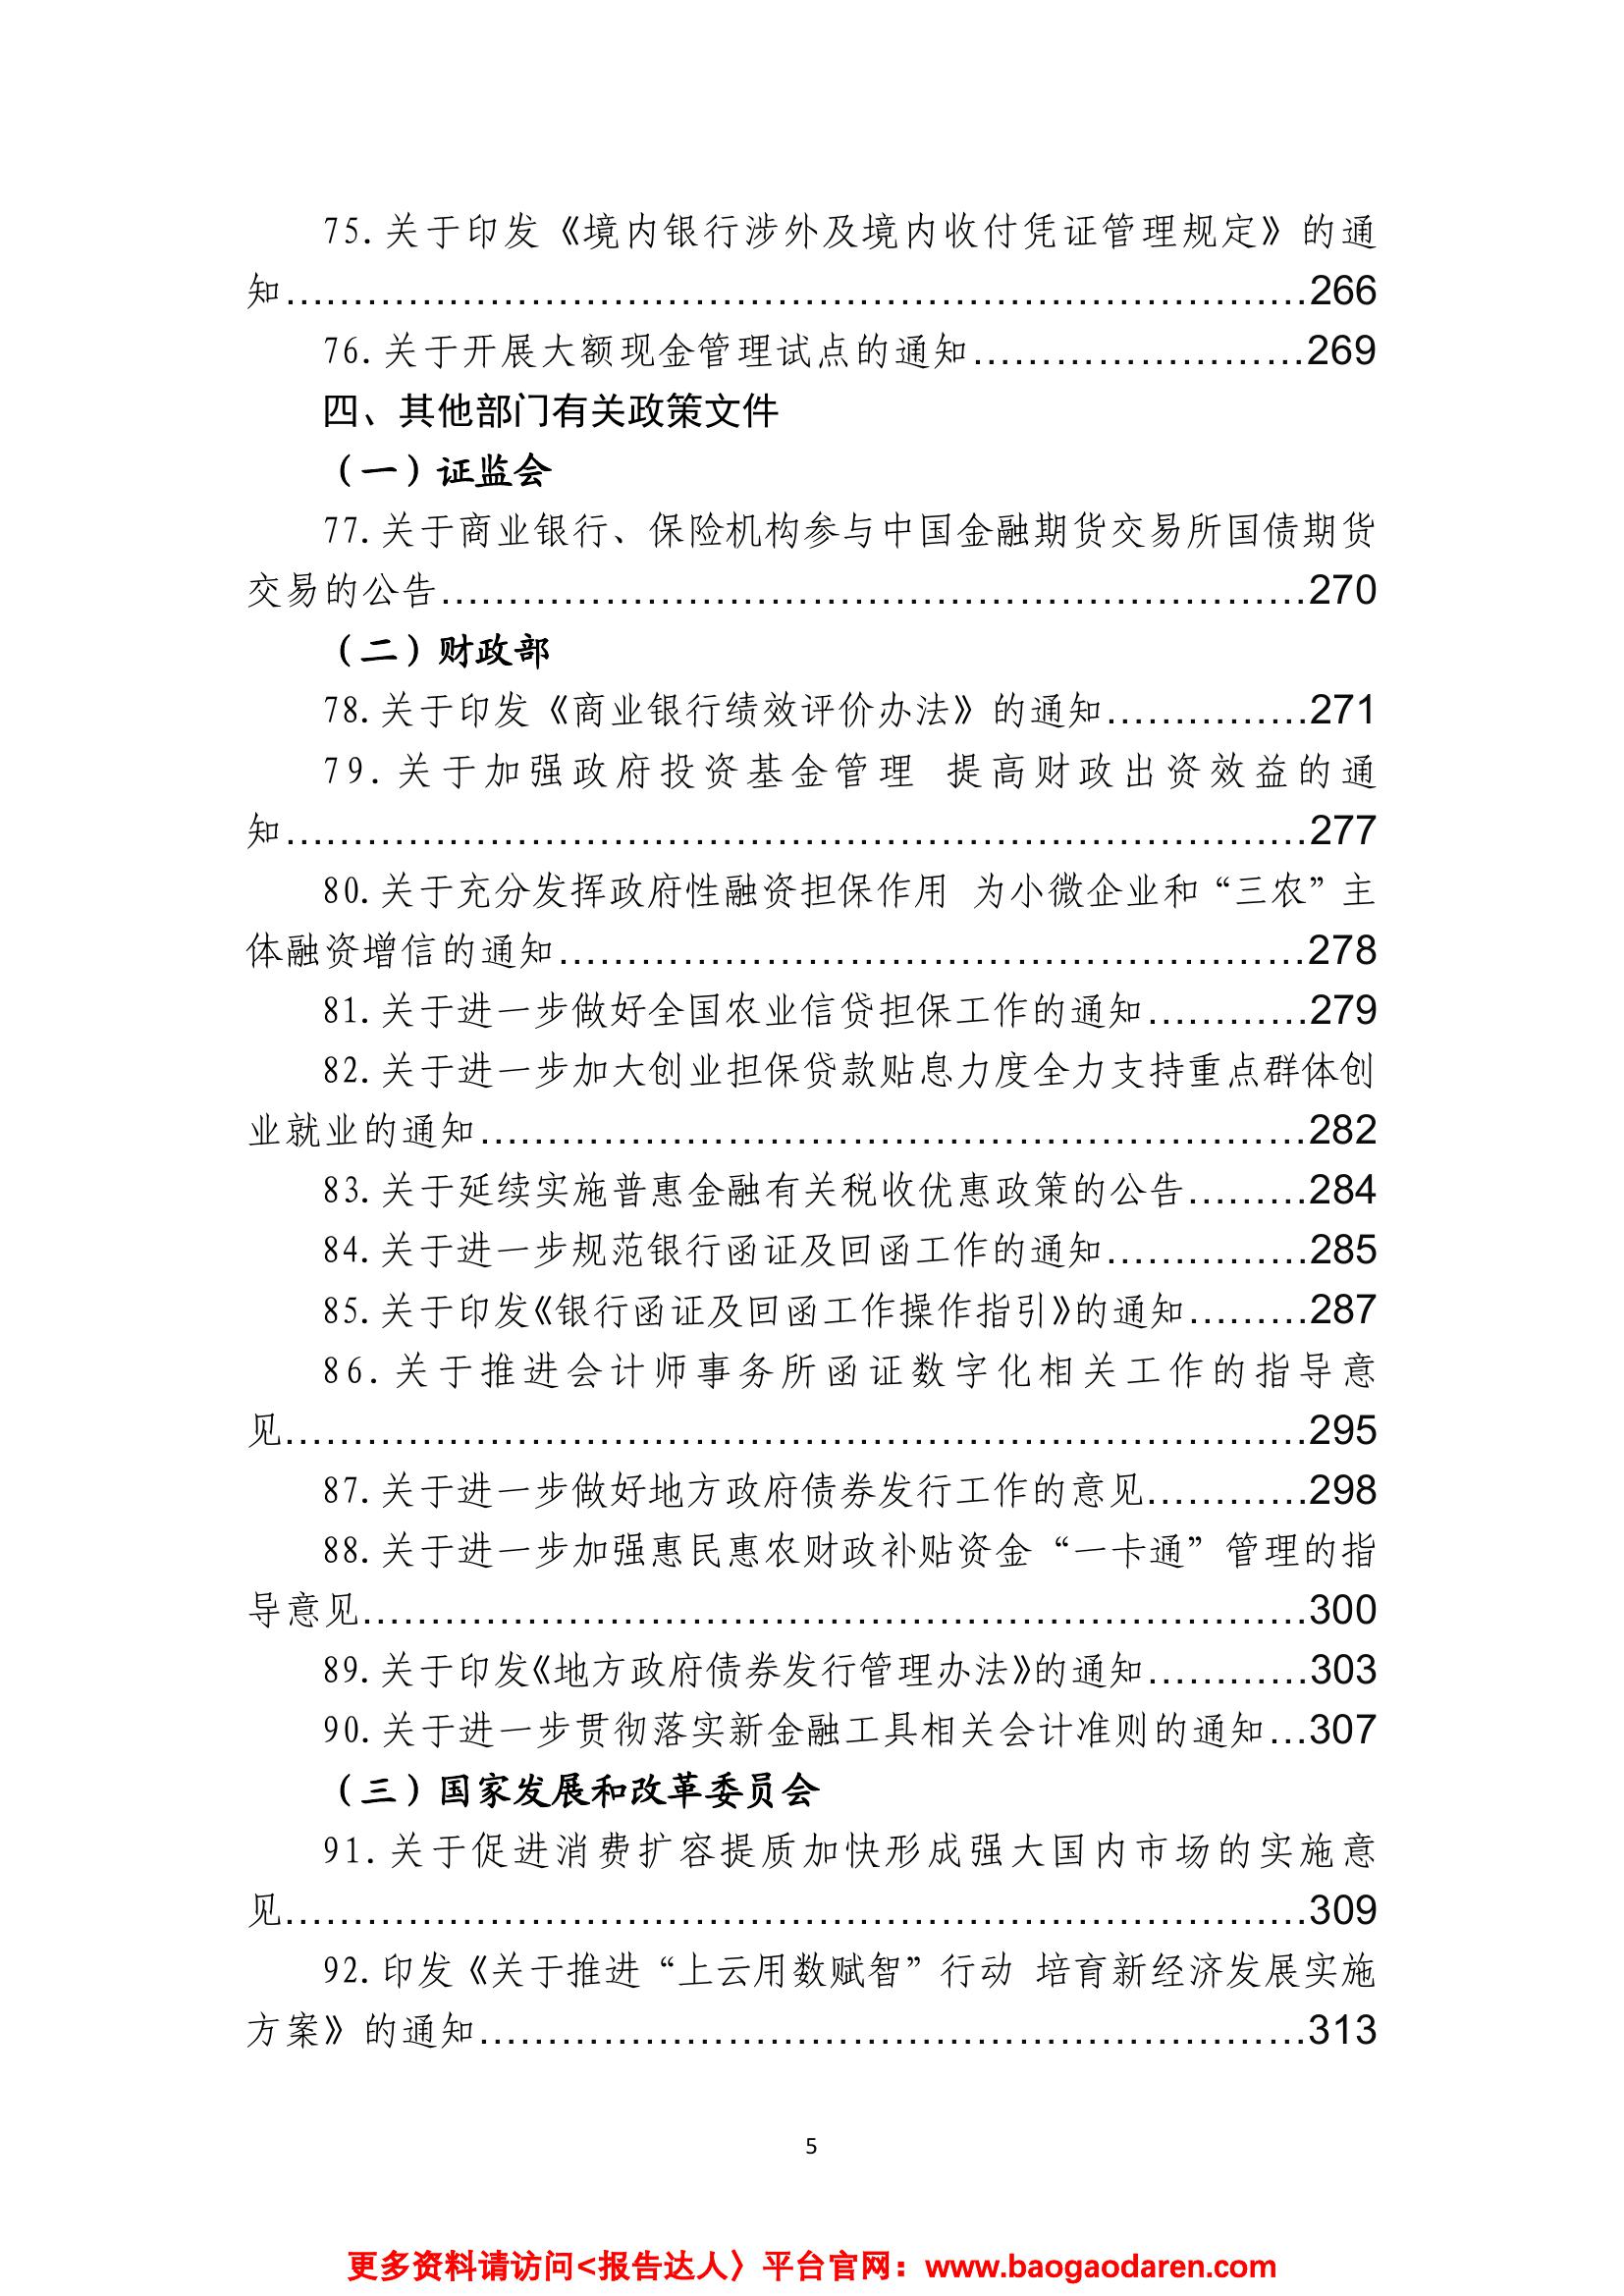 75.关于印发《境内银行涉外及境内收付凭证管理规定》的通
知............................................................................266
76.关于开展大额现金管理试点的通知.........................269
四、其他部门有关政策文件
（一）证监会
77.关于商业银行、保险机构参与中国金融期货交易所国债期货
交易的公告.................................................................270
（二）财政部
78.关于印发《商业银行绩效评价办法》的通知...............271
79.关于加强政府投资基金管理 提高财政出资效益的通
知............................................................................277
80.关于充分发挥政府性融资担保作用 为小微企业和“三农”主
体融资增信的通知........................................................278
81.关于进一步做好全国农业信贷担保工作的通知............279
82.关于进一步加大创业担保贷款贴息力度全力支持重点群体创
业就业的通知..............................................................282
83.关于延续实施普惠金融有关税收优惠政策的公告.........284
84.关于进一步规范银行函证及回函工作的通知...............285
85.关于印发《银行函证及回函工作操作指引》的通知.........287
86.关于推进会计师事务所函证数字化相关工作的指导意
见............................................................................295
87.关于进一步做好地方政府债券发行工作的意见............298
88.关于进一步加强惠民惠农财政补贴资金“一卡通”管理的指
导意见.......................................................................300
89.关于印发《地方政府债券发行管理办法》的通知............303
90.关于进一步贯彻落实新金融工具相关会计准则的通知...307
（三）国家发展和改革委员会
91.关于促进消费扩容提质加快形成强大国内市场的实施意
见............................................................................309
92.印发《关于推进“上云用数赋智”行动 培育新经济发展实施
方案》的通知..............................................................313
5
更多资料请访问<报告达人〉平台官网：www.baogaodaren.com